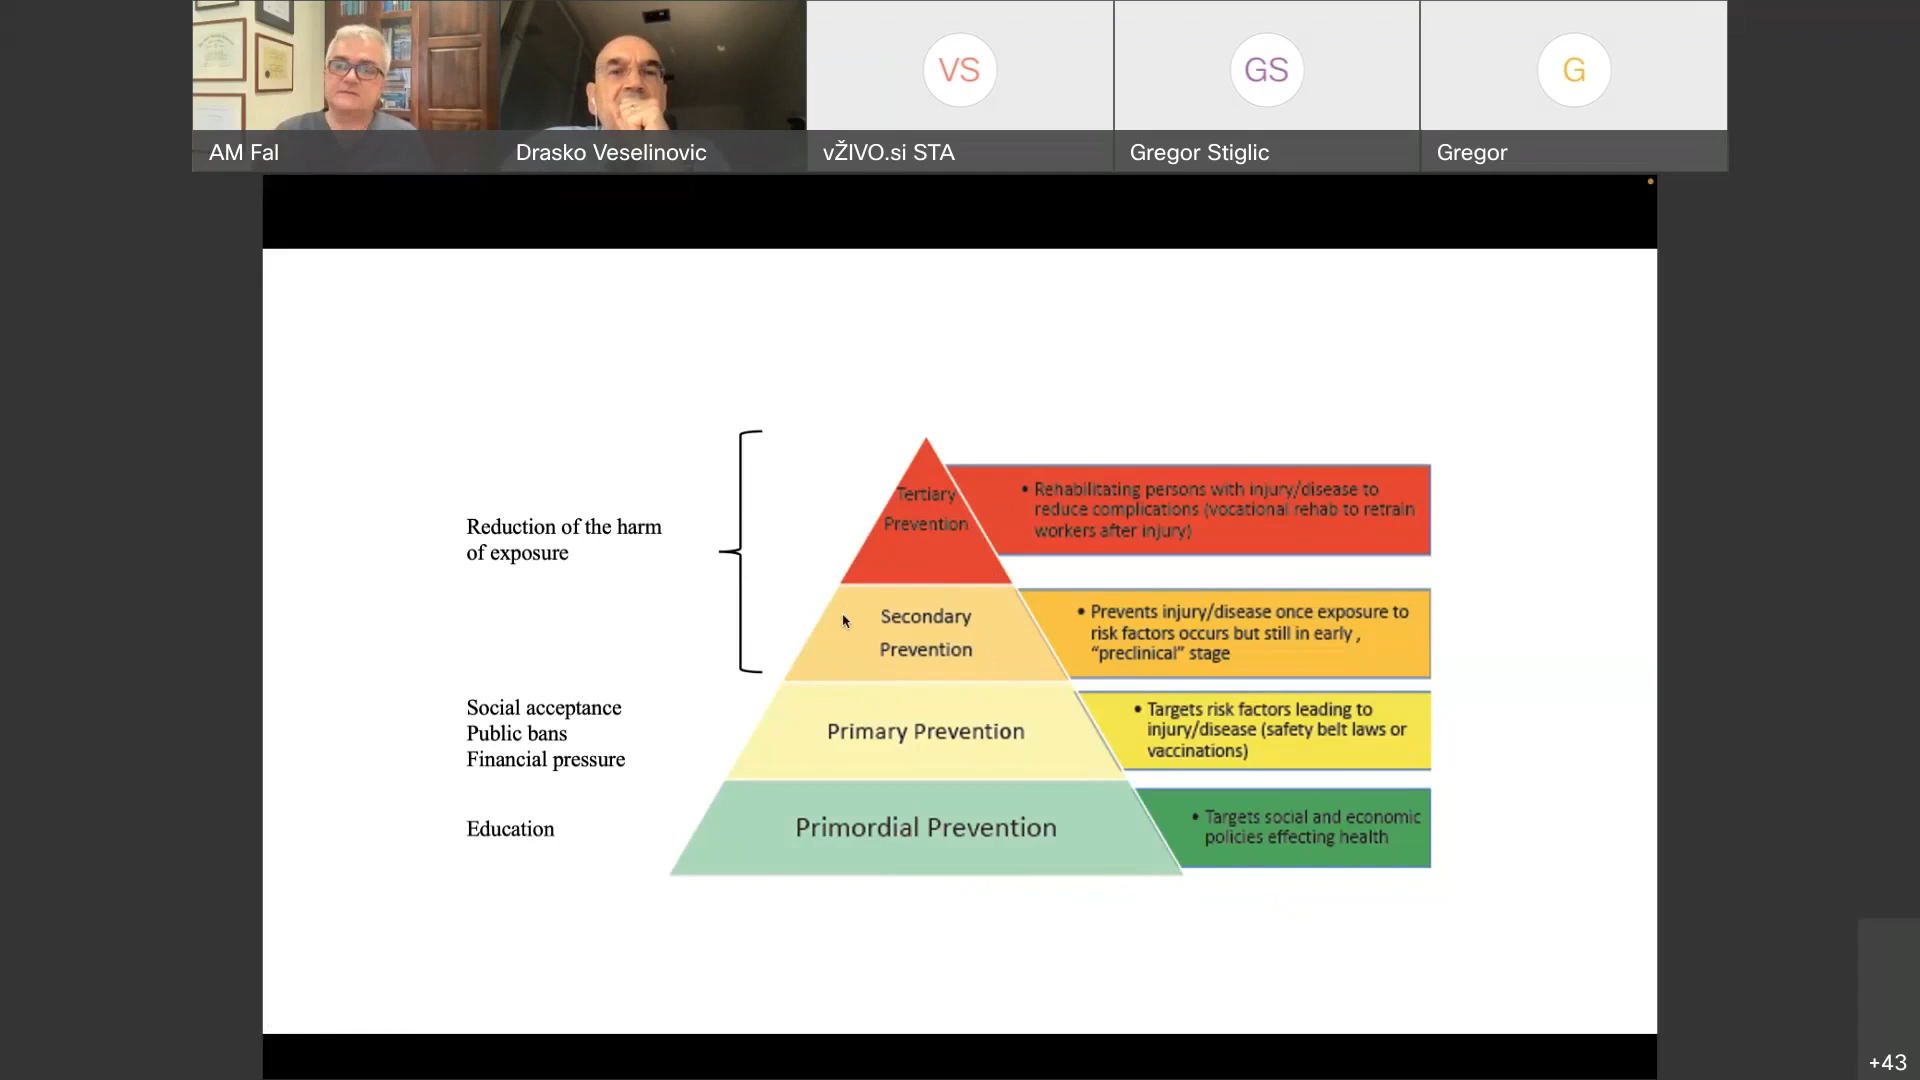 VS
GS
G
AM Fal
Drasko Veselinovic
vŽIVO.si STA
Gregor Stiglic
Gregor
Reduction of the harm
of exposure
Social acceptance
Public bans
Financial pressure
Education
Tertiary
Prevention
Secondary
Prevention
Primary Prevention
Primordial Prevention
• Rehabilitating persons with injury/disease to
reduce complications (vocational rehab to retrain
workers after injury)
• Prevents injury/disease once exposure to
risk factors occurs but still in early ,
“preclinical” stage
• Targets risk factors leading to
injury/disease (safety belt laws or
vaccinations)
• Targets social and economic
policies effecting health
+43